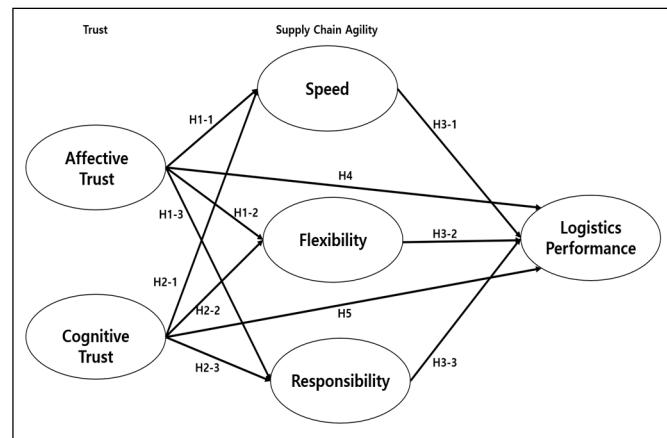 Trust
Supply Chain Agility
Speed
H1-1
H3-1
Affective
Trust
H4
H1-3
H1-2
Flexibility
H3-2
Logistics
Performance
H2-1
H2-2
H5
Cognitive
Trust
H2-3
Responsibility
H3-3